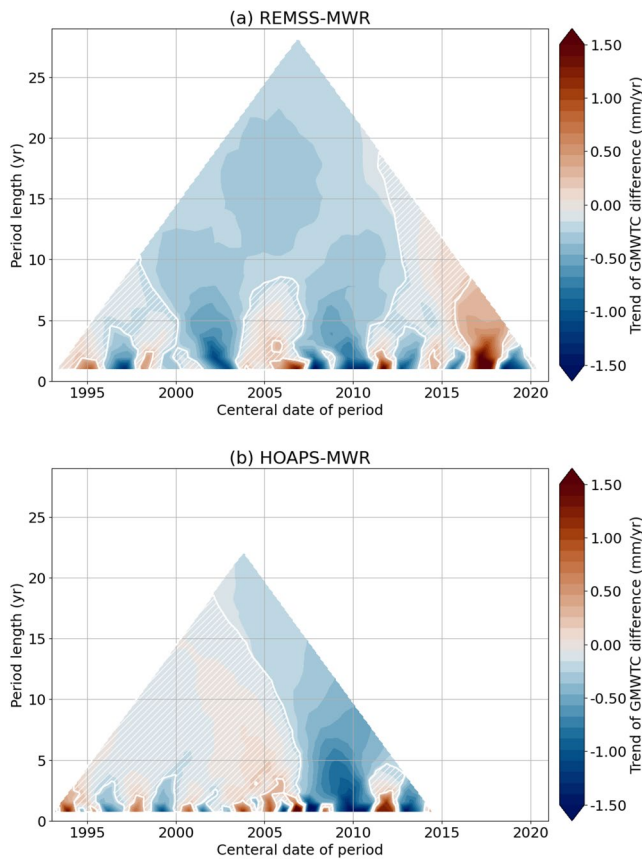 (a) REMSS-MWR
Period length (yr)
25
20
15
10
5
0
1995 2000 2005 2010 2015 2020
Centeral date of period
1.50
1.00
0.50
0.00
-0.50
-1.00
-1.50
Trend of GMWTC difference (mm/yr)
(b) HOAPS-MWR
Period length (yr)
25
20
15
10
5
0
1995 2000 2005 2010 2015 2020
Centeral date of period
1.50
1.00
0.50
0.00
-0.50
-1.00
-1.50
Trend of GMWTC difference (mm/yr)